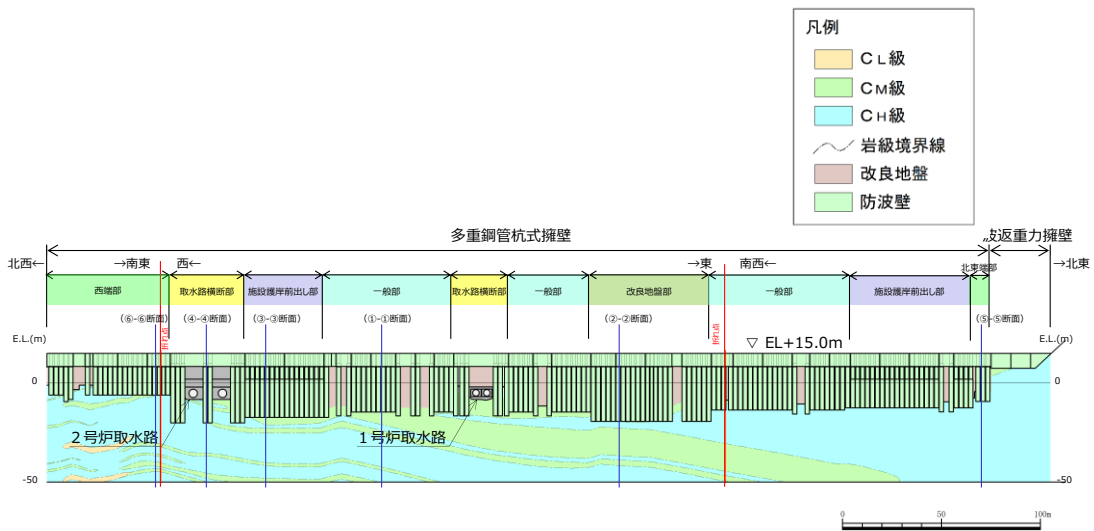 凡例
ＣＬ級
ＣＭ級
ＣＨ級
岩級境界線
改良地盤
防波壁
多重鋼管杭式擁壁
波返重力擁壁
北西←
→南東
西←
→東
南西←
→北東
西端部
取水路横断部
施設護岸前出し部
一般部
取水路横断部
一般部
改良地盤部
一般部
施設護岸前出し部
北東端部
（⑥-⑥断面）
（④-④断面）
（③-③断面）
（①-①断面）
（②-②断面）
（⑤-⑤断面）
E.L.(m)
折れ点
折れ点
▽ EL+15.0m
E.L.(m)
0
0
２号炉取水路
１号炉取水路
-50
-50
0
50
100m